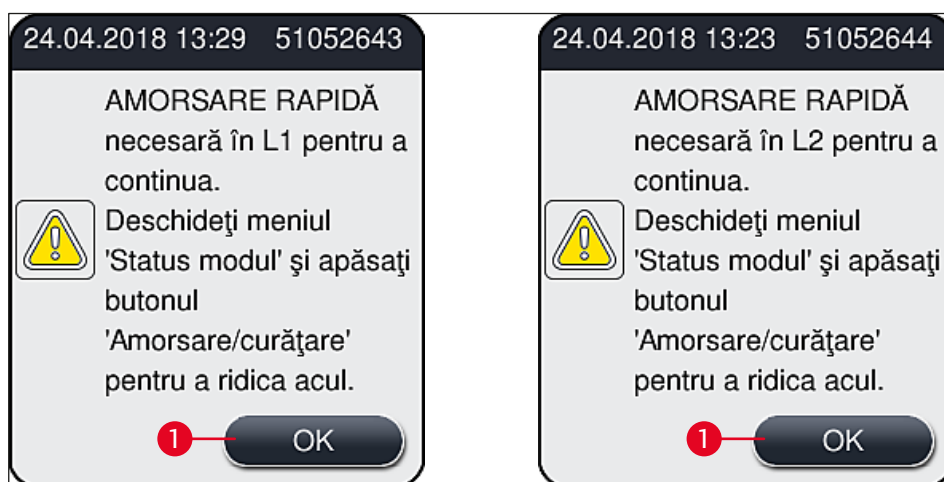 24.04.2018 13:29 51052643
AMORSARE RAPIDĂ
necesară în L1 pentru a
continua.
Deschideţi meniul
'Status modul' şi apăsaţi
butonul
'Amorsare/curăţare'
pentru a ridica acul.
1 OK
24.04.2018 13:23 51052644
AMORSARE RAPIDĂ
necesară în L2 pentru a
continua.
Deschideţi meniul
'Status modul' şi apăsaţi
butonul
'Amorsare/curăţare'
pentru a ridica acul.
1 OK